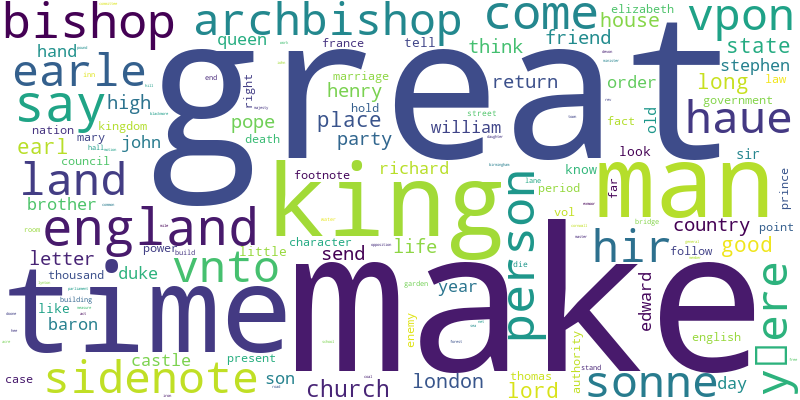 bishop archbishop come vpon
hand queen france tell think house elizabeth
friend state
earle great marriage return stephen
say high right henry hold order long law
nation kingdom john pope place william government haue
mary death party fact old
earl council footnote richard look sir
land brother king know man far prince
england period
letter power build little character life person vol bridge country point
thousand vnto send hir follow good
duke year die edward
time make garden y▯ere
like building enemy english
baron
castle present authority
case sidenote son church london thomas stand sonne day
lord